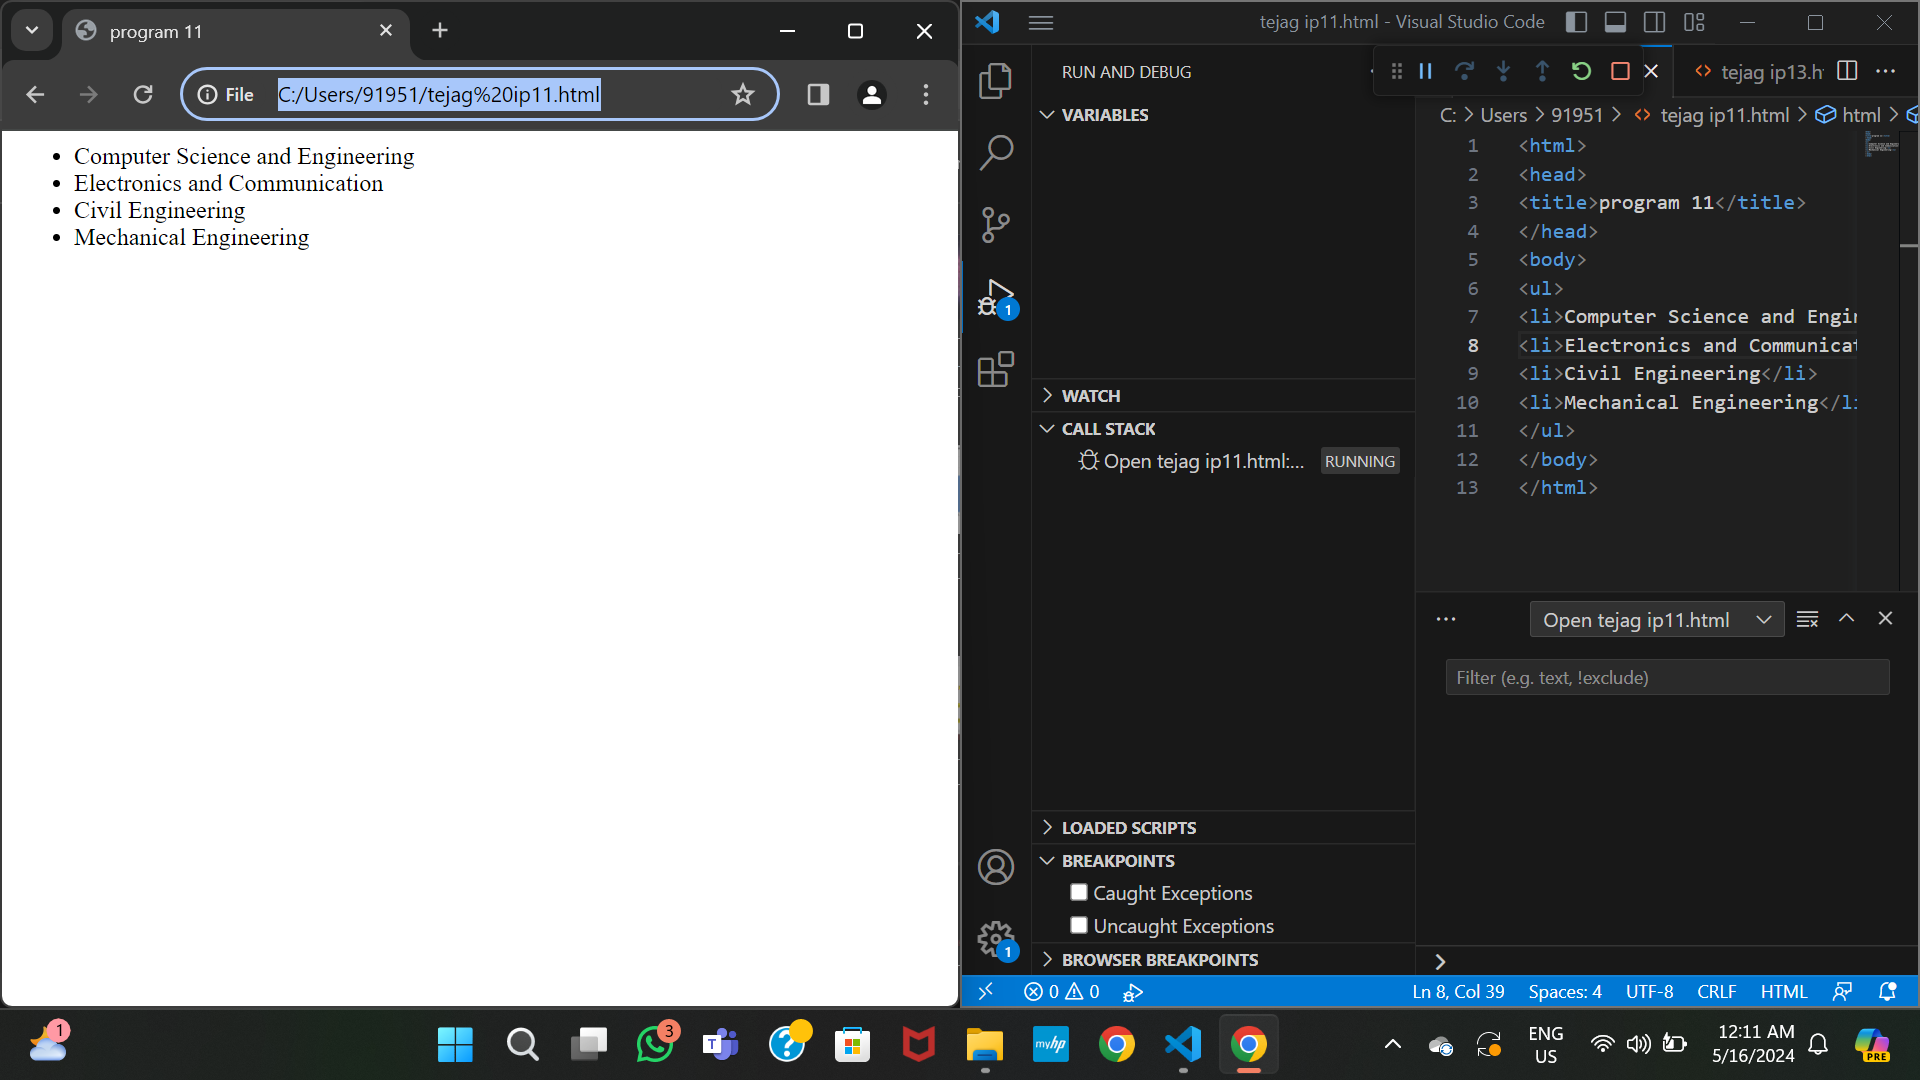 program 11
File
C:/Users/91951/tejag%20ip11.html
Computer Science and Engineering
Electronics and Communication
Civil Engineering
Mechanical Engineering
tejag ip11.html - Visual Studio Code
RUN AND DEBUG
VARIABLES
WATCH
CALL STACK
Open tejag ip11.html:... RUNNING
LOADED SCRIPTS
BREAKPOINTS
Caught Exceptions
Uncaught Exceptions
BROWSER BREAKPOINTS
1
1
tejag ip13.h
C: > Users > 91951 > tejag ip11.html > html >
1 <html>
2 <head>
3 <title>program 11</title>
4 </head>
5 <body>
6 <ul>
7 <li>Computer Science and Engin
8 <li>Electronics and Communicat
9 <li>Civil Engineering</li>
10 <li>Mechanical Engineering</li
11 </ul>
12 </body>
13 </html>
Open tejag ip11.html
Filter (e.g. text, !exclude)
0 0
Ln 8, Col 39 Spaces: 4 UTF-8 CRLF HTML
1
3
T
?
myhp
ENG
US
12:11 AM
5/16/2024
PRE